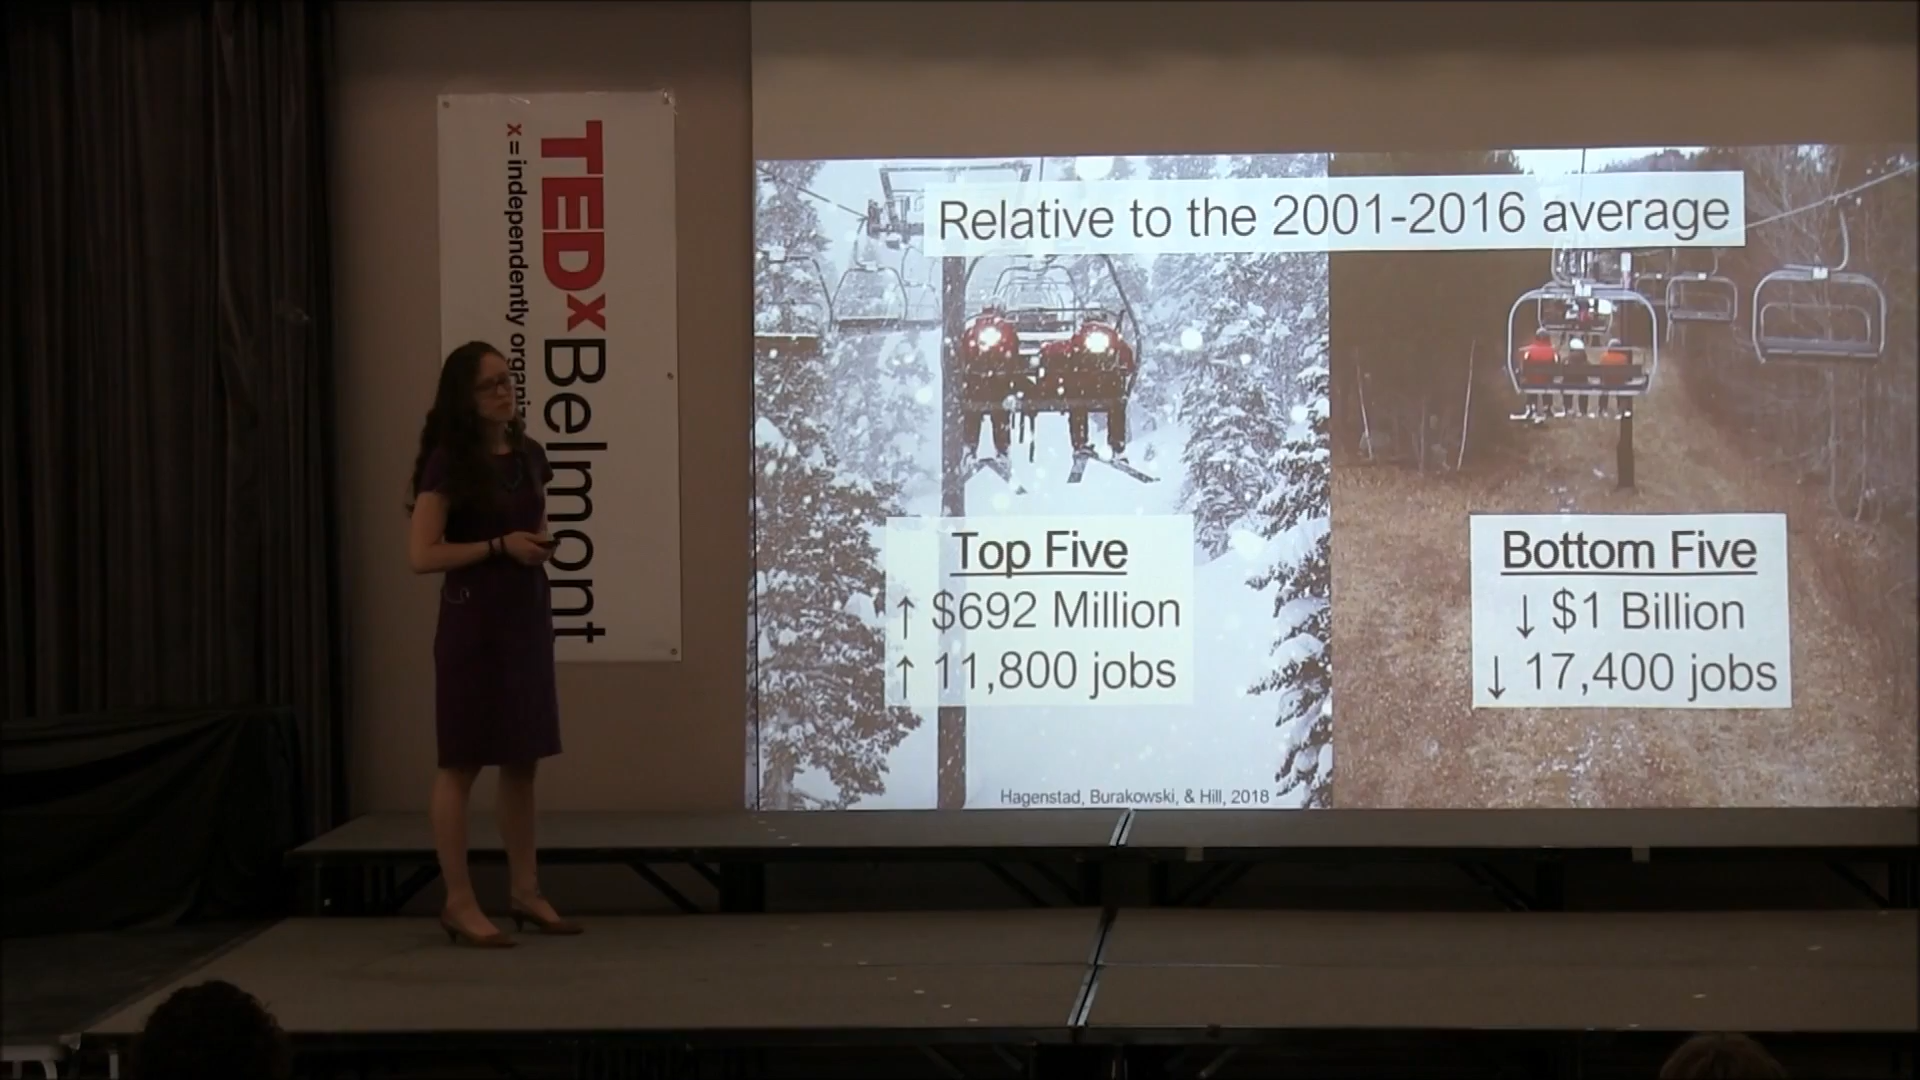 TEDxBelmont
x = independently organiz
Relative to the 2001-2016 average
Top Five
↑ $692 Million
↑ 11,800 jobs
Hagenstad, Burakowski, & Hill, 2018
Bottom Five
↓ $1 Billion
↓ 17,400 jobs